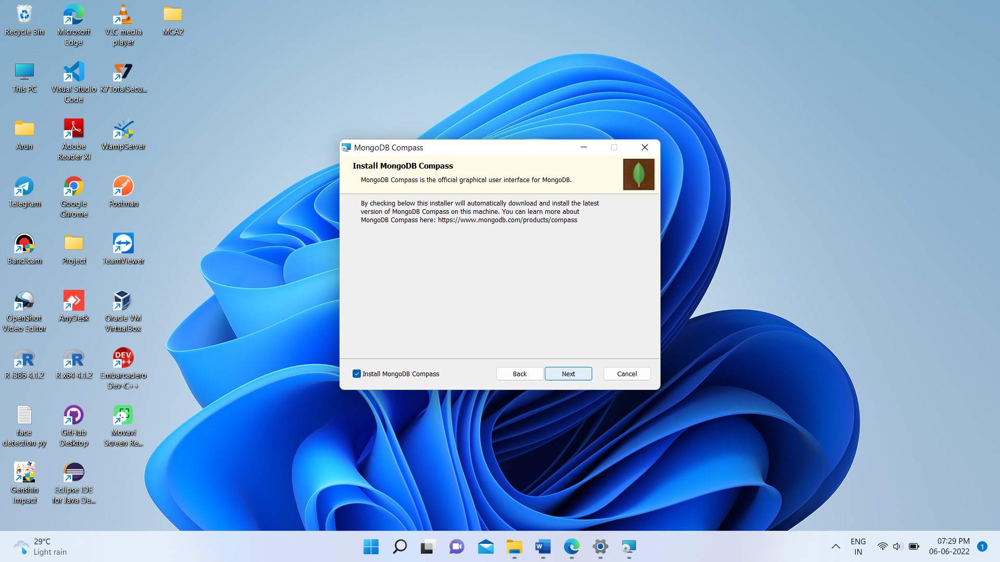 Recycle Bin
Microsoft
Edge
VLC media
player
MCA2
This PC
Visual Studio
Code
K7TotalSecu...
Arun
Adobe
Reader XI
WampServer
Telegram
Google
Chrome
Postman
Bandicam
Project
TeamViewer
OpenShot
Video Editor
AnyDesk
Oracle VM
VirtualBox
R i386 4.1.2
R x64 4.1.2
DEV
++
Embarcadero
Dev-C++
face
detection py
GitHub
Desktop
Movavi
Screen Re...
Genshin
Impact
Eclipse IDE
for Java De...
MongoDB Compass
Install MongoDB Compass
MongoDB Compass is the official graphical user interface for MongoDB.
By checking below this installer will automatically download and install the latest
version of MongoDB Compass on this machine. You can learn more about
MongoDB Compass here: https://www.mongodb.com/products/compass
Install MongoDB Compass
Back
Next
Cancel
29°C
Light rain
ENG
IN
07:29 PM
06-06-2022
1